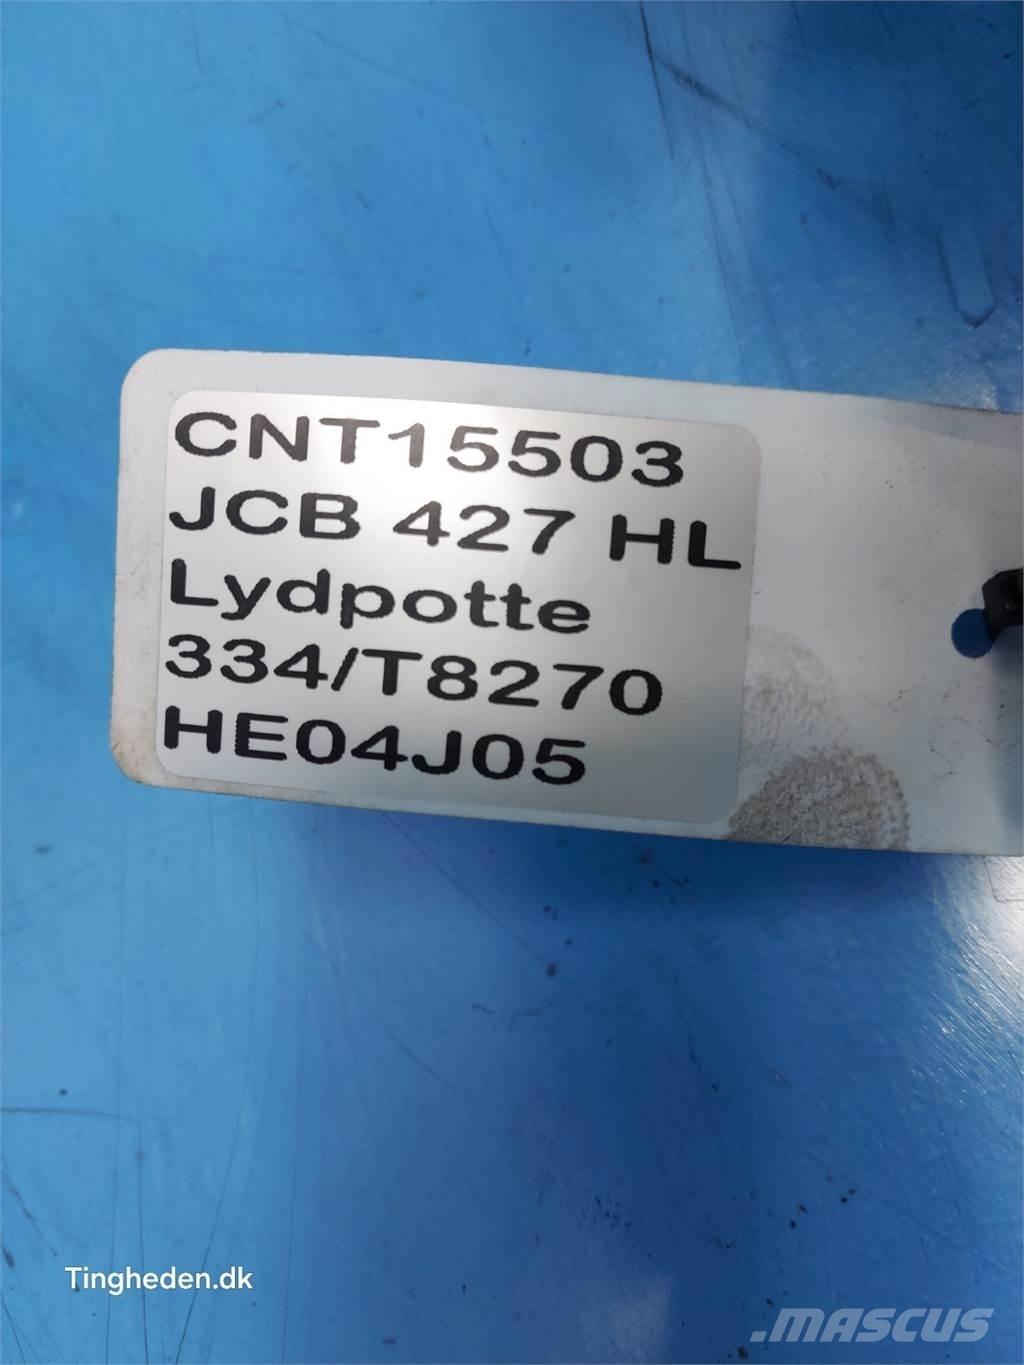 CNT15503
JCB 427 HL
Lydpotte
334/T8270
HE04J05
Tingheden.dk
.MASCUS